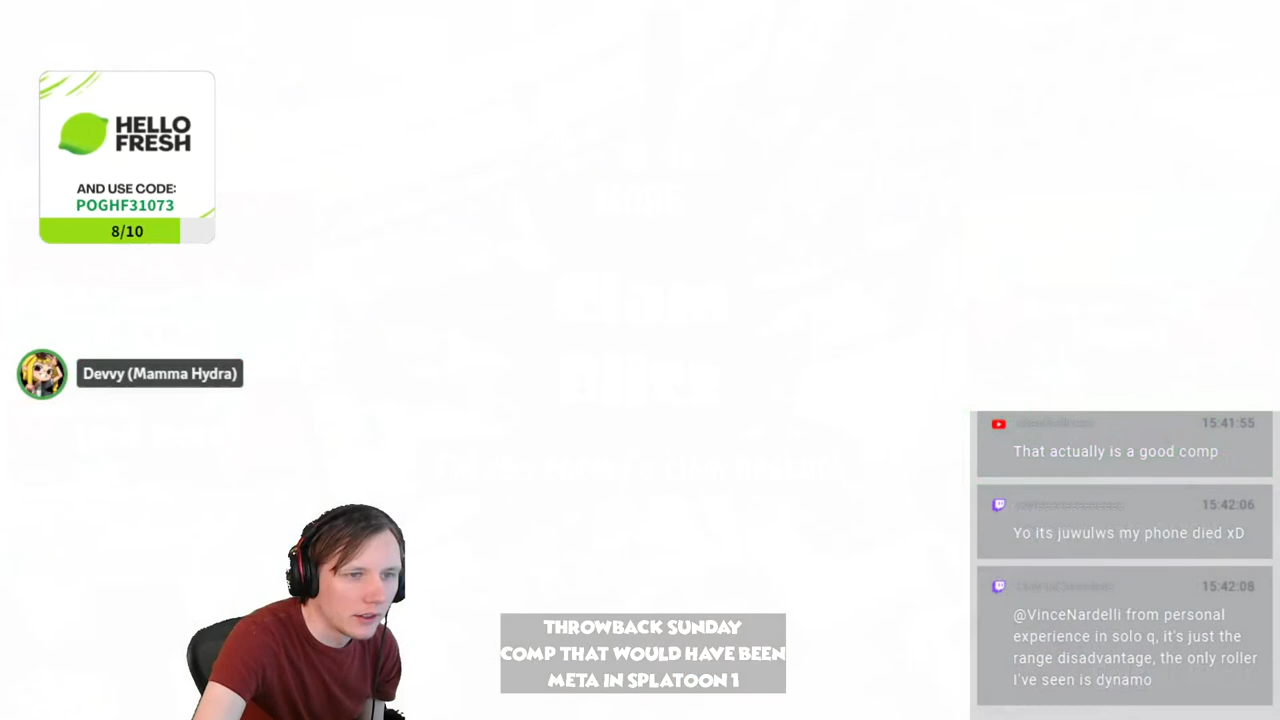 HELLO
FRESH
AND USE CODE:
POGHF31073
8/10
Devvy (Mamma Hydra)
15:41:55
That actually is a good comp
15:42:06
Yo its juwulws my phone died xD
15:42:08
@VinceNardelli from personal
experience in solo q, it's just the
range disadvantage, the only roller
I've seen is dynamo
THROWBACK SUNDAY
COMP THAT WOULD HAVE BEEN
META IN SPLATOON 1